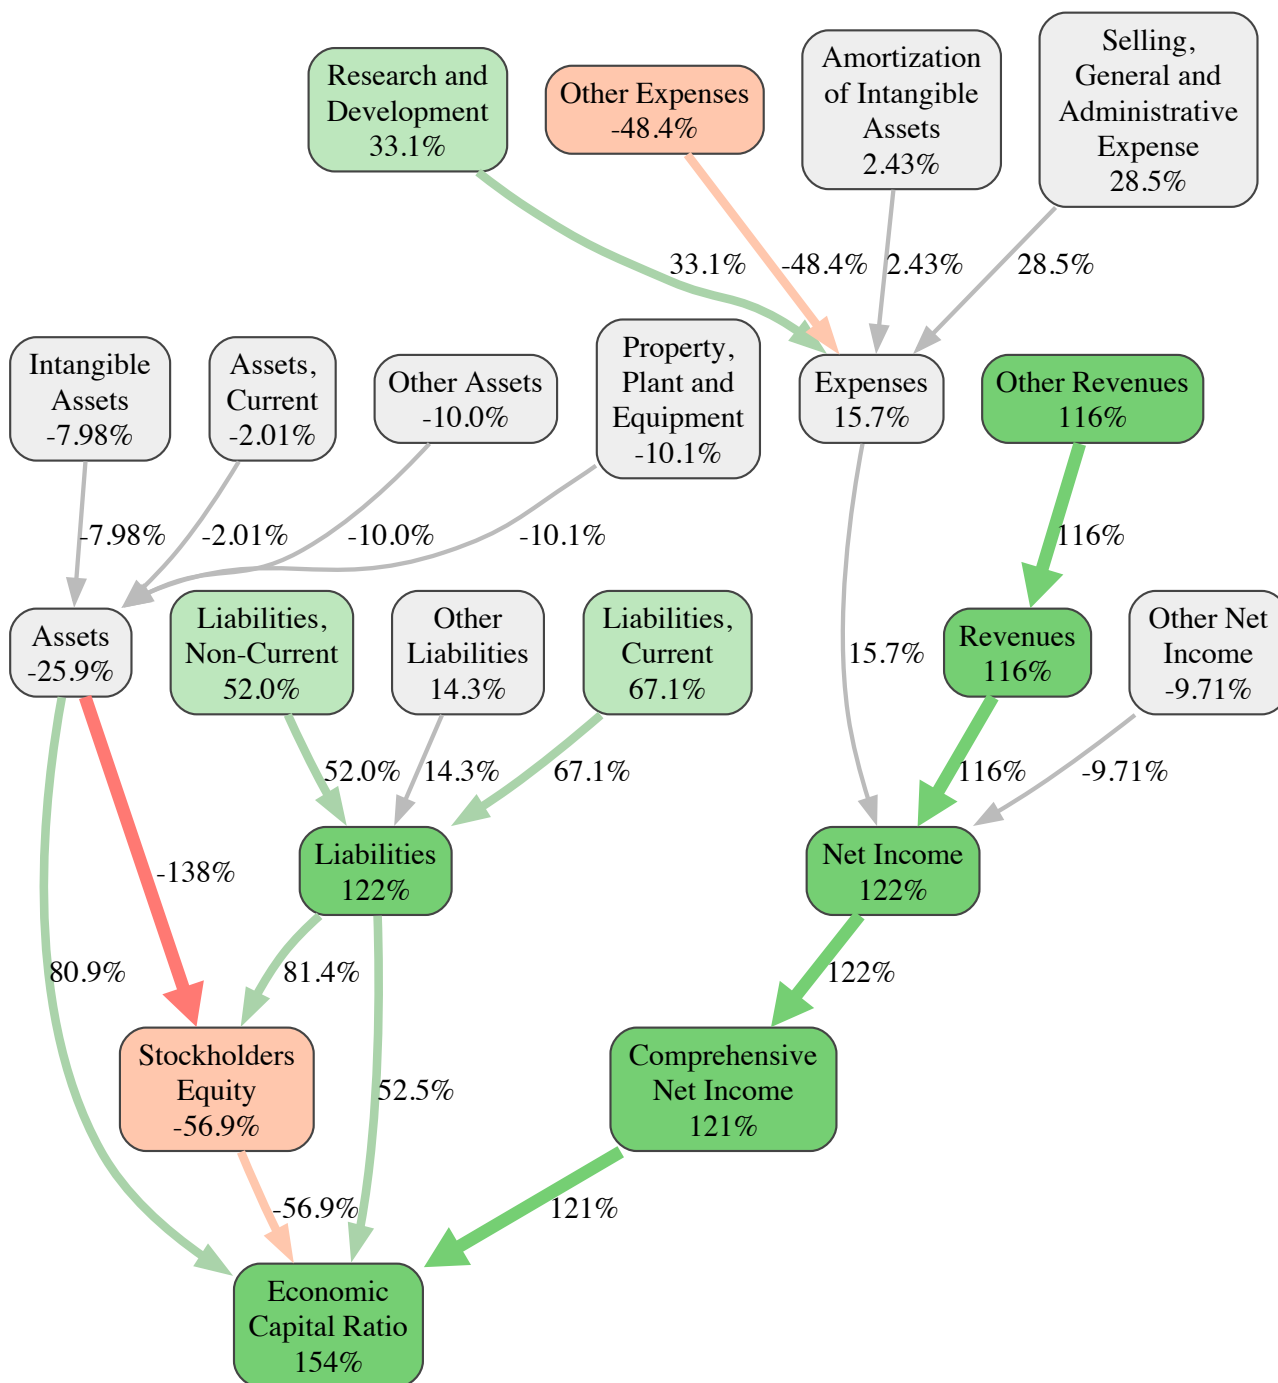 Research and
Development
33.1%
Other Expenses
-48.4%
Amortization
of Intangible
Assets
2.43%
Selling,
General and
Administrative
Expense
28.5%
33.1%
-48.4%
2.43%
28.5%
Intangible
Assets
-7.98%
Assets,
Current
-2.01%
Other Assets
-10.0%
Property,
Plant and
Equipment
-10.1%
Expenses
15.7%
Other Revenues
116%
-7.98%
-2.01%
-10.0%
-10.1%
116%
Assets
-25.9%
Liabilities,
Non-Current
52.0%
Other
Liabilities
14.3%
Liabilities,
Current
67.1%
15.7%
Revenues
116%
Other Net
Income
-9.71%
52.0%
14.3%
67.1%
116%
-9.71%
-138%
Liabilities
122%
Net Income
122%
80.9%
81.4%
122%
Stockholders
Equity
-56.9%
52.5%
Comprehensive
Net Income
121%
-56.9%
121%
Economic
Capital Ratio
154%